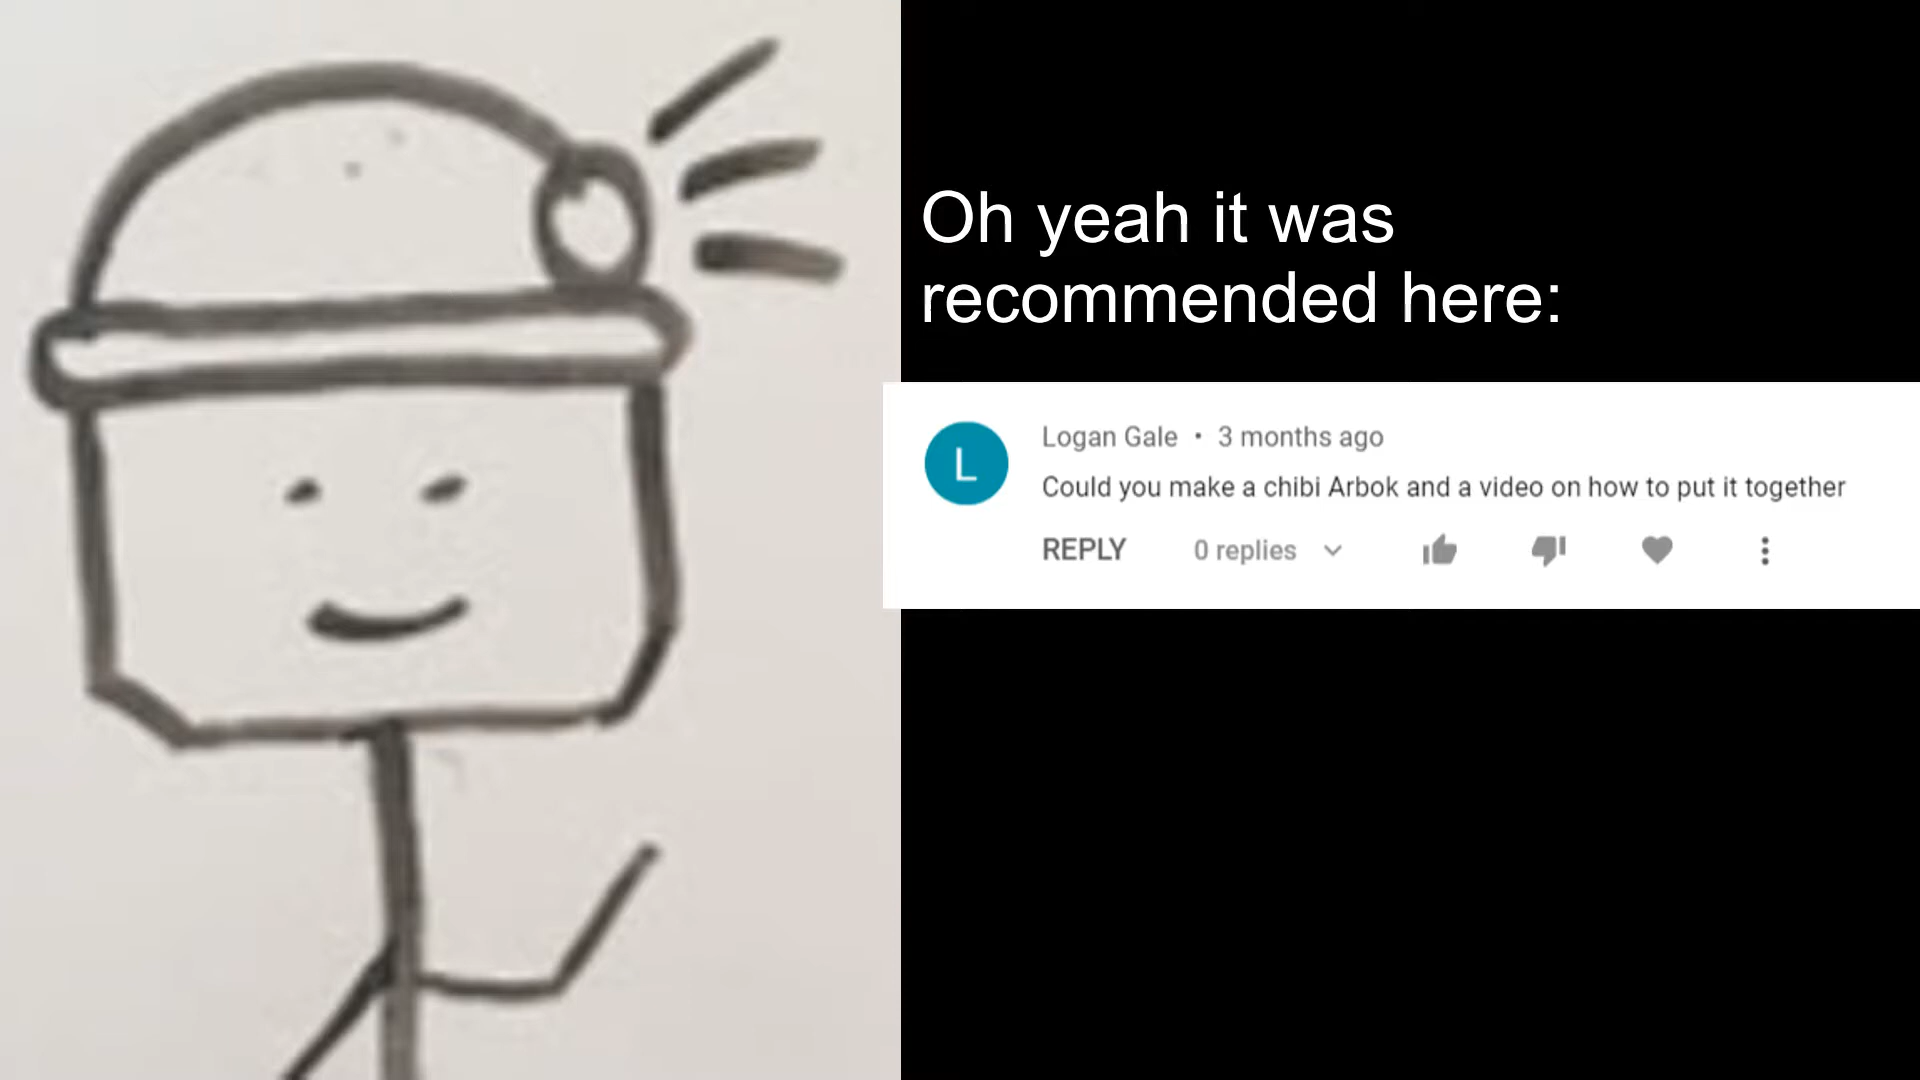 Oh yeah it was
recommended here:
L
Logan Gale • 3 months ago
Could you make a chibi Arbok and a video on how to put it together
REPLY 0 replies